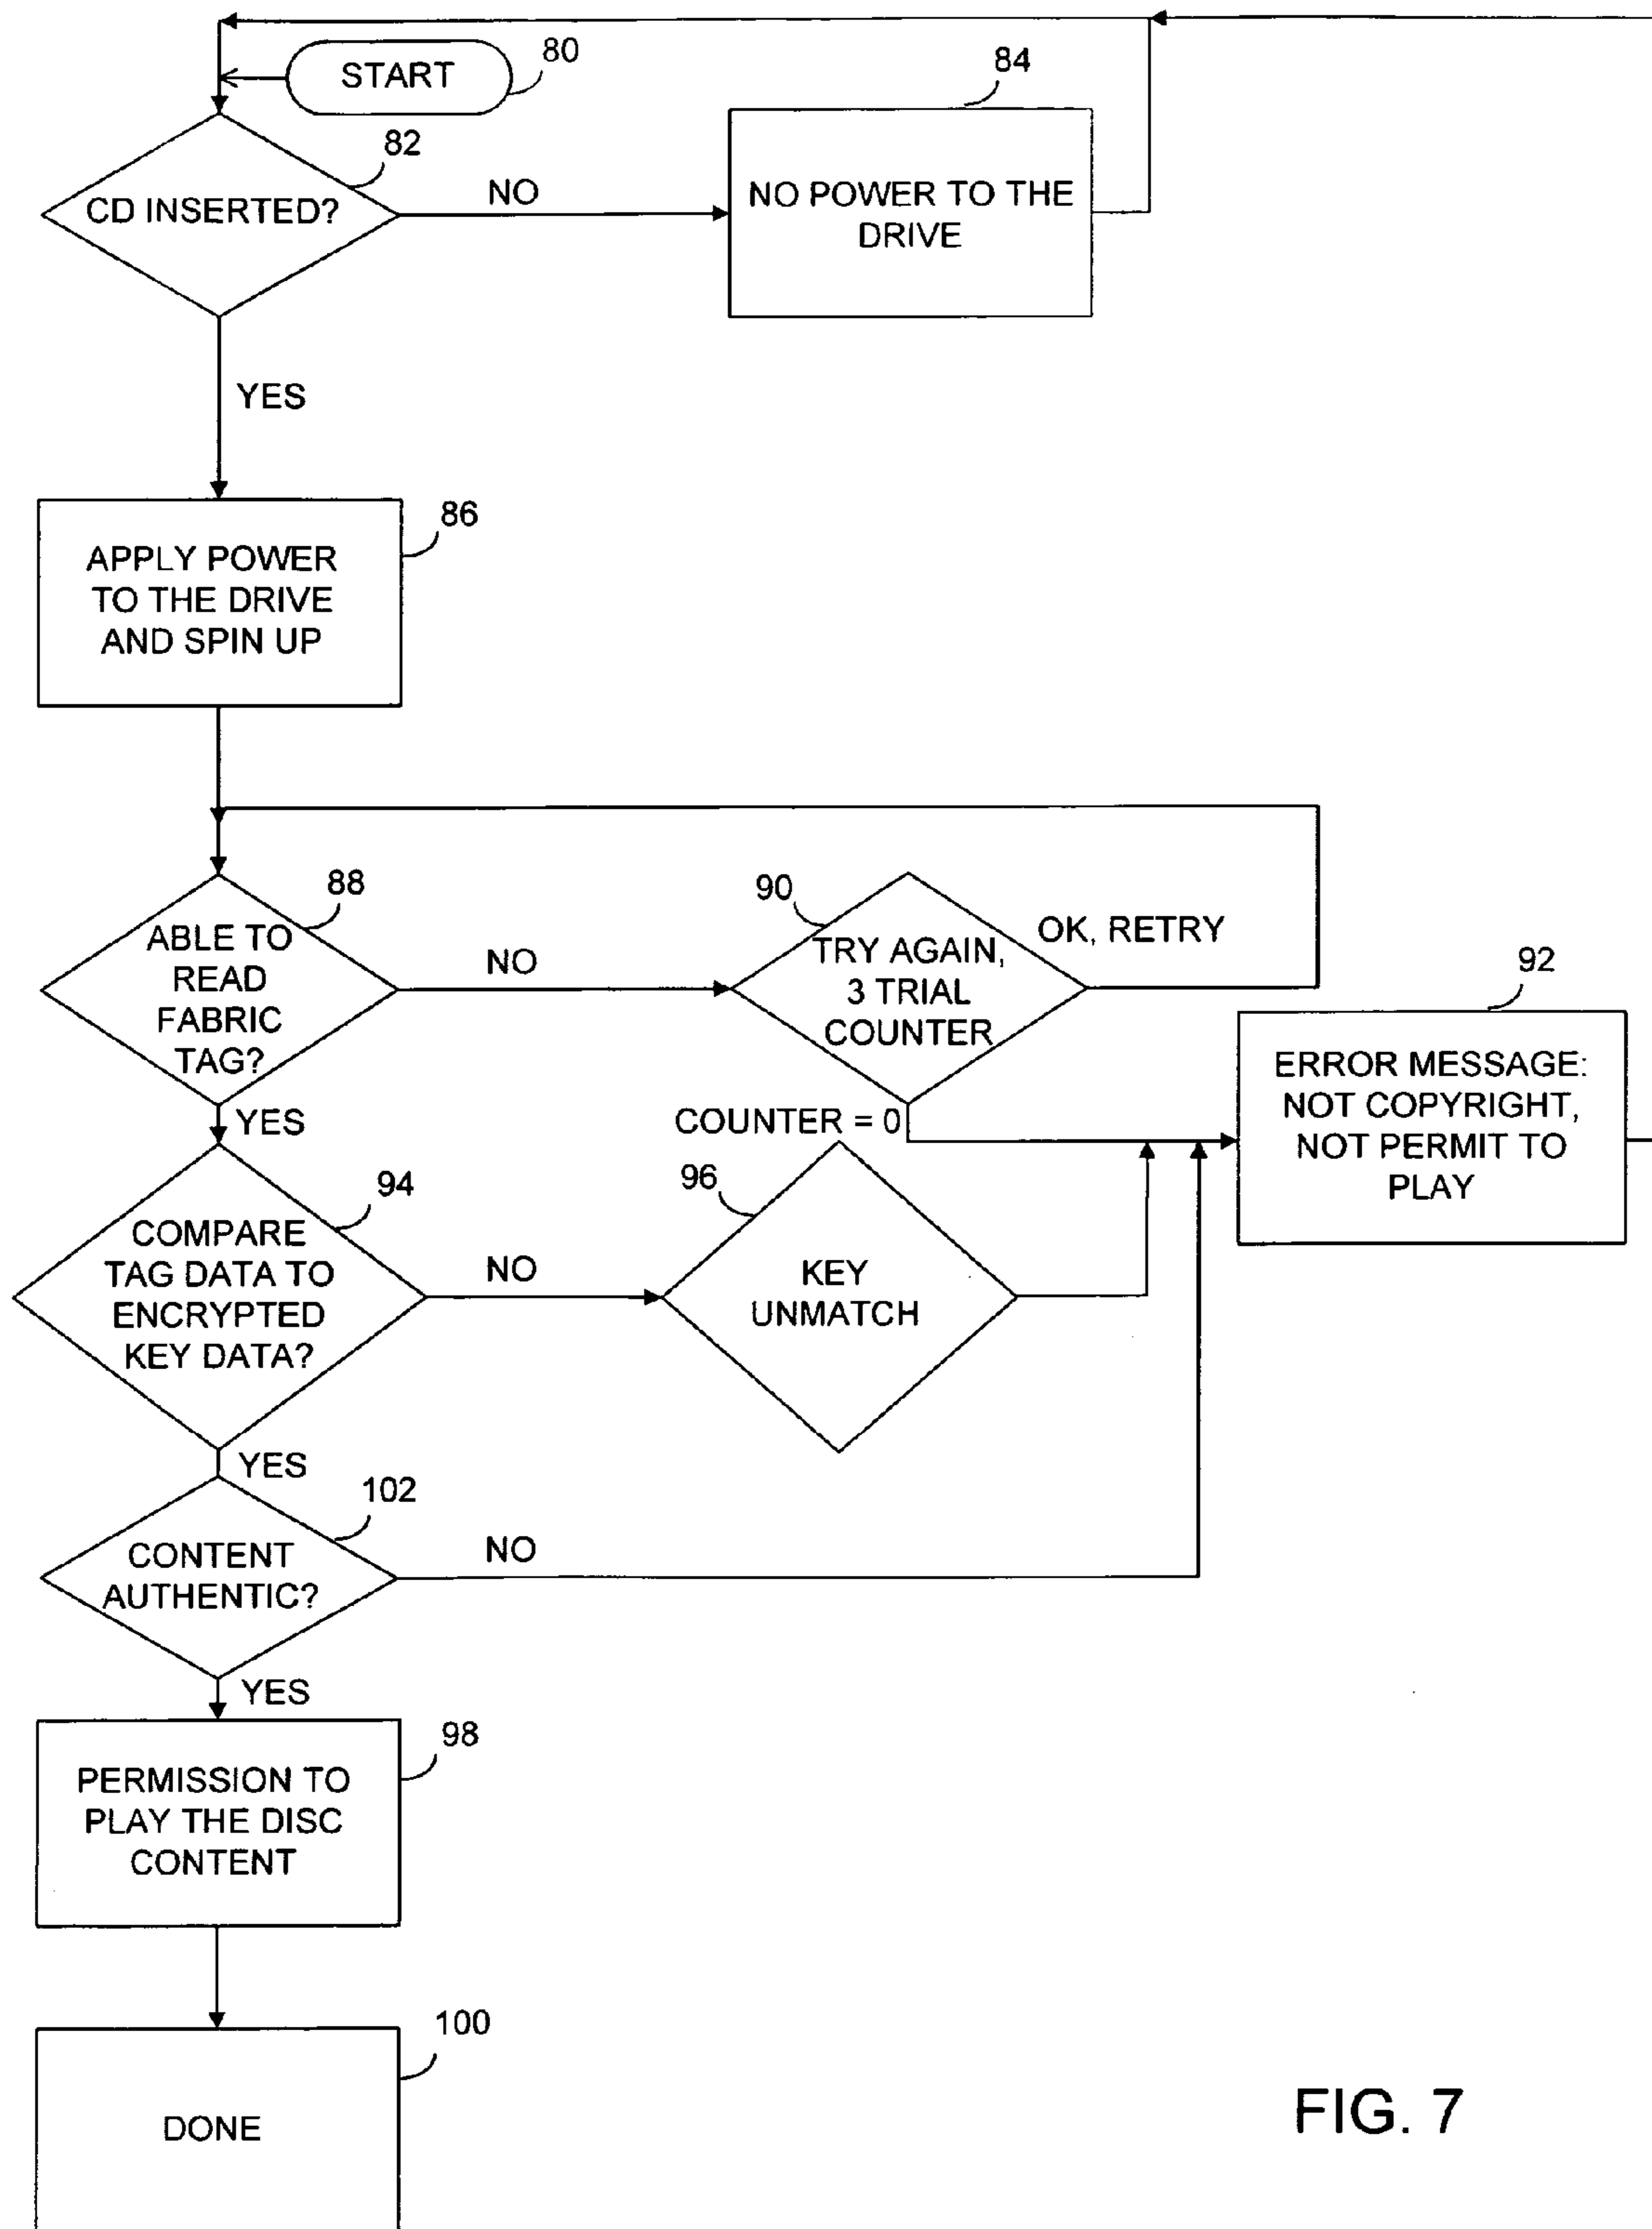 START
80
84
82
CD INSERTED?
NO
NO POWER TO THE
DRIVE
YES
86
APPLY POWER
TO THE DRIVE
AND SPIN UP
88
ABLE TO
READ
FABRIC
TAG?
NO
90
TRY AGAIN,
3 TRIAL
COUNTER
OK, RETRY
92
ERROR MESSAGE:
NOT COPYRIGHT,
NOT PERMIT TO
PLAY
YES
COUNTER = 0
94
COMPARE
TAG DATA TO
ENCRYPTED
KEY DATA?
NO
96
KEY
UNMATCH
YES
102
CONTENT
AUTHENTIC?
NO
YES
98
PERMISSION TO
PLAY THE DISC
CONTENT
100
DONE
FIG. 7